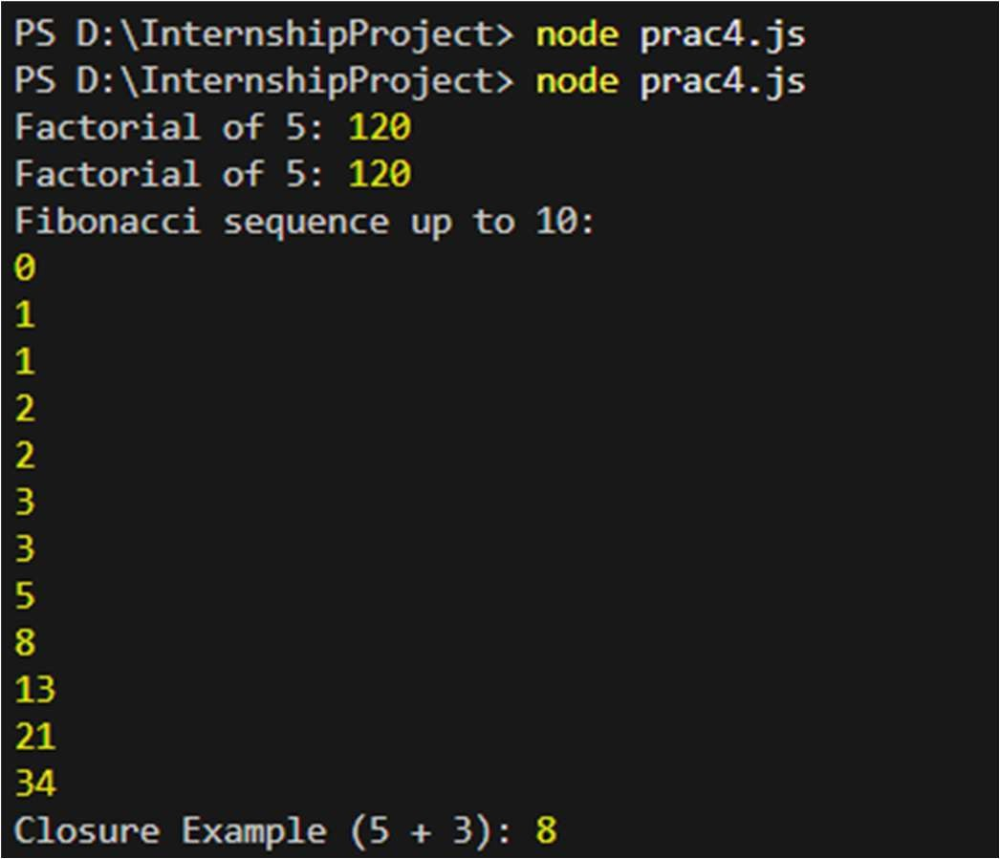 PS D:\InternshipProject> node prac4.js
PS D:\InternshipProject> node prac4.js
Factorial of 5: 120
Factorial of 5: 120
Fibonacci sequence up to 10:
0
1
1
2
2
3
3
5
8
13
21
34
Closure Example (5 + 3): 8